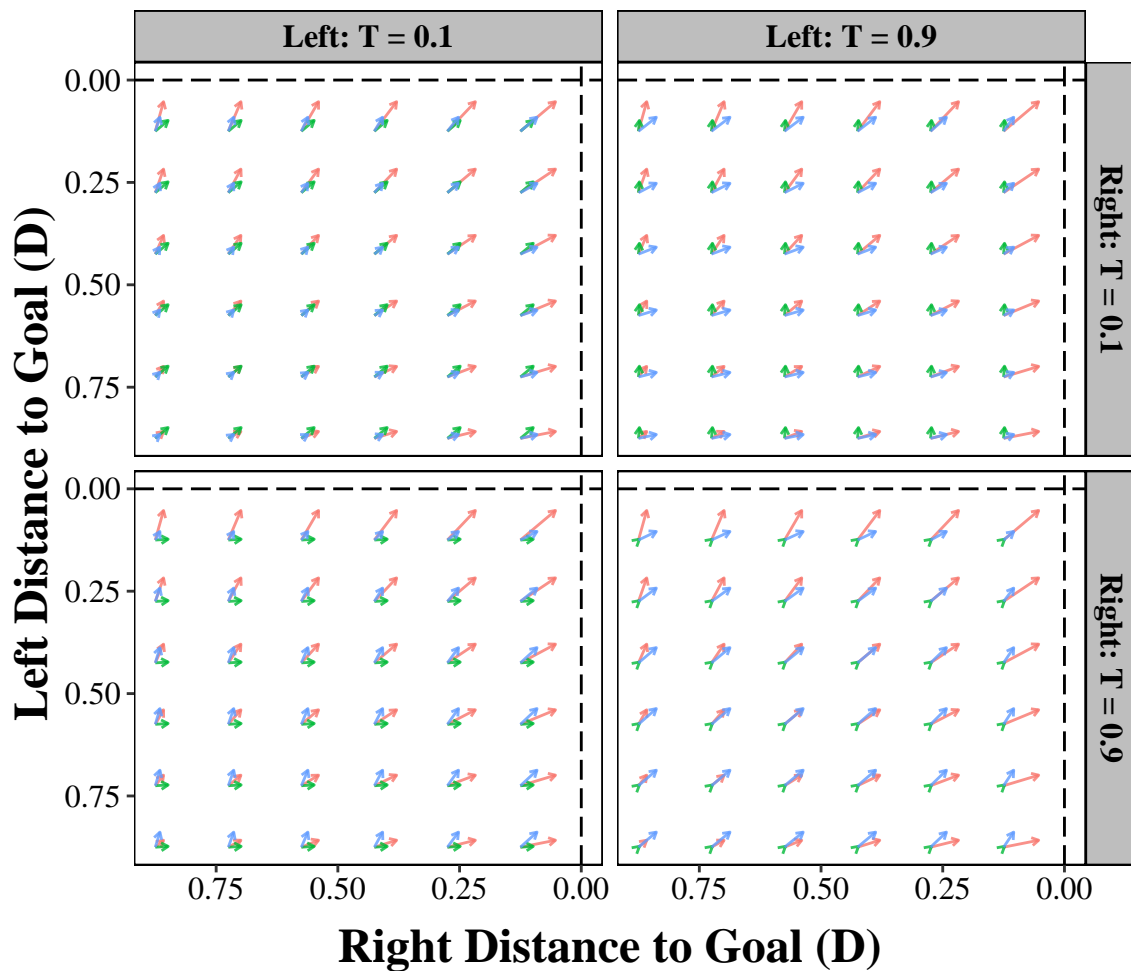 Left: T = 0.1
Left: T = 0.9
0.00
0.25
0.50
0.75
Right: T = 0.1
0.00
0.25
0.50
0.75
Right: T = 0.9
Left Distance to Goal (D)
0.75
0.50
0.25
0.00
0.75
0.50
0.25
0.00
Right Distance to Goal (D)